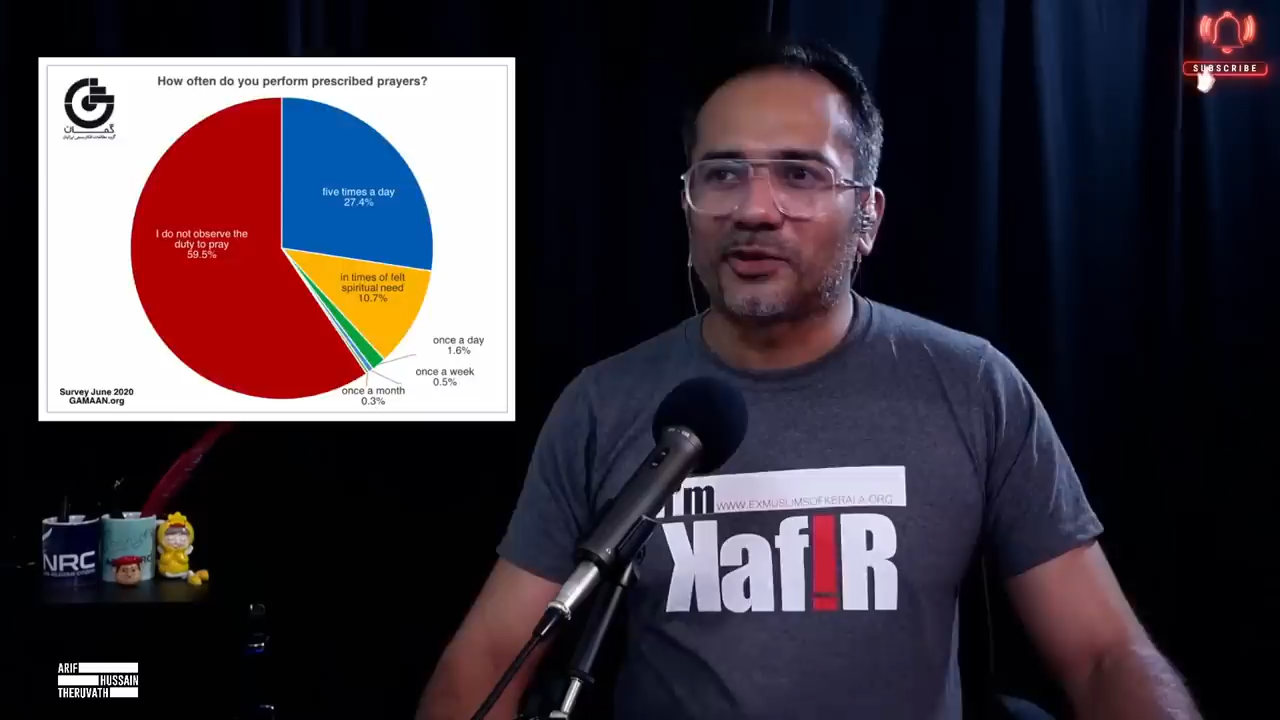 How often do you perform prescribed prayers?
گمان
five times a day
27.4%
I do not observe the
duty to pray
59.5%
in times of felt
spiritual need
10.7%
once a day
1.6%
once a week
0.5%
once a month
0.3%
Survey June 2020
GAMAAN.org
SUBSCRIBE
I'm WWW.EXMUSLIMSOFKERALA.ORG
Kaf!R
NRC
ARIF
HUSSAIN
THERUVATH